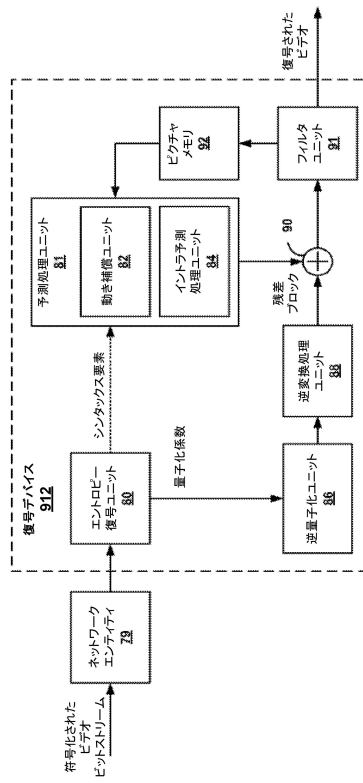 符号化された
ビデオ
ビットストリーム
ネットワーク
エンティティ
79
復号デバイス
912
エントロピー
復号ユニット
80
シンタックス要素
量子化係数
予測処理ユニット
81
動き補償ユニット
82
イントラ予測
処理ユニット
84
逆量子化ユニット
86
逆変換処理
ユニット
88
残差
ブロック
90
ピクチャ
メモリ
92
フィルタ
ユニット
91
復号された
ビデオ